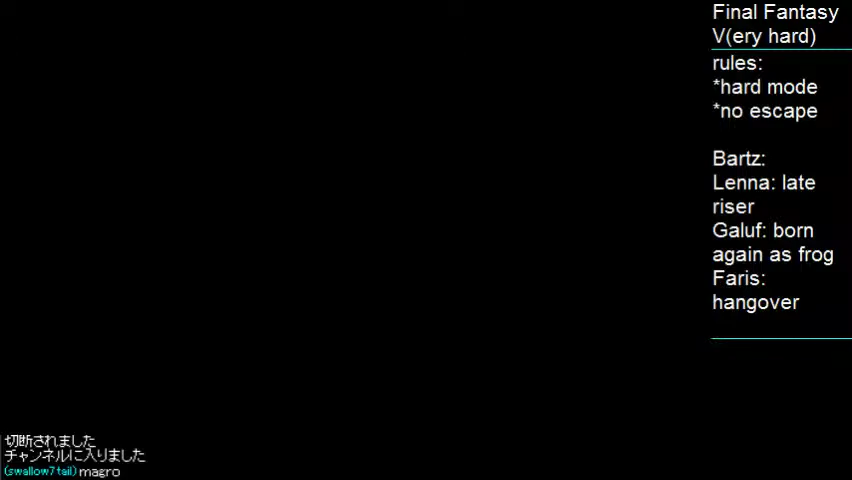 Final Fantasy
V(ery hard)
rules:
*hard mode
*no escape
Bartz:
Lenna: late
riser
Galuf: born
again as frog
Faris:
hangover
切断されました
チャンネルに入りました
(swallow7tail) magro